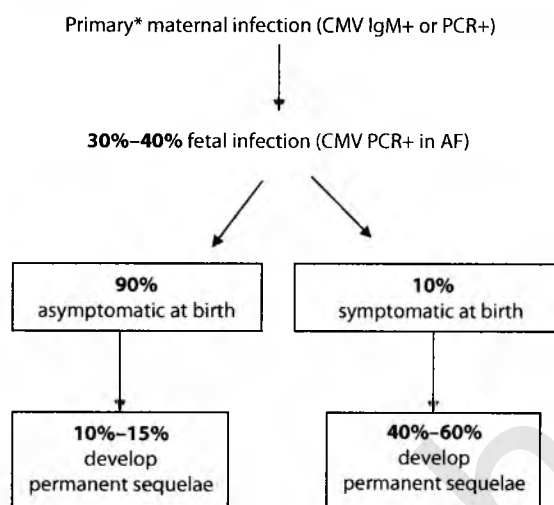 Primary* maternal infection (CMV IgM+ or PCR+)
30%–40% fetal infection (CMV PCR+ in AF)
90%
asymptomatic at birth
10%
symptomatic at birth
10%–15%
develop
permanent sequelae
40%–60%
develop
permanent sequelae